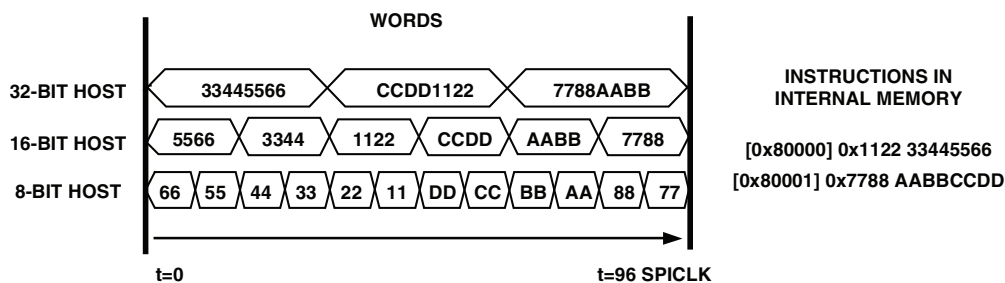 WORDS
32-BIT HOST 33445566 CCDD1122 7788AABB
16-BIT HOST 5566 3344 1122 CCDD AABB 7788
8-BIT HOST 66 55 44 33 22 11 DD CC BB AA 88 77
t=0 t=96 SPICLK
INSTRUCTIONS IN
INTERNAL MEMORY
[0x80000] 0x1122 33445566
[0x80001] 0x7788 AABBCCDD